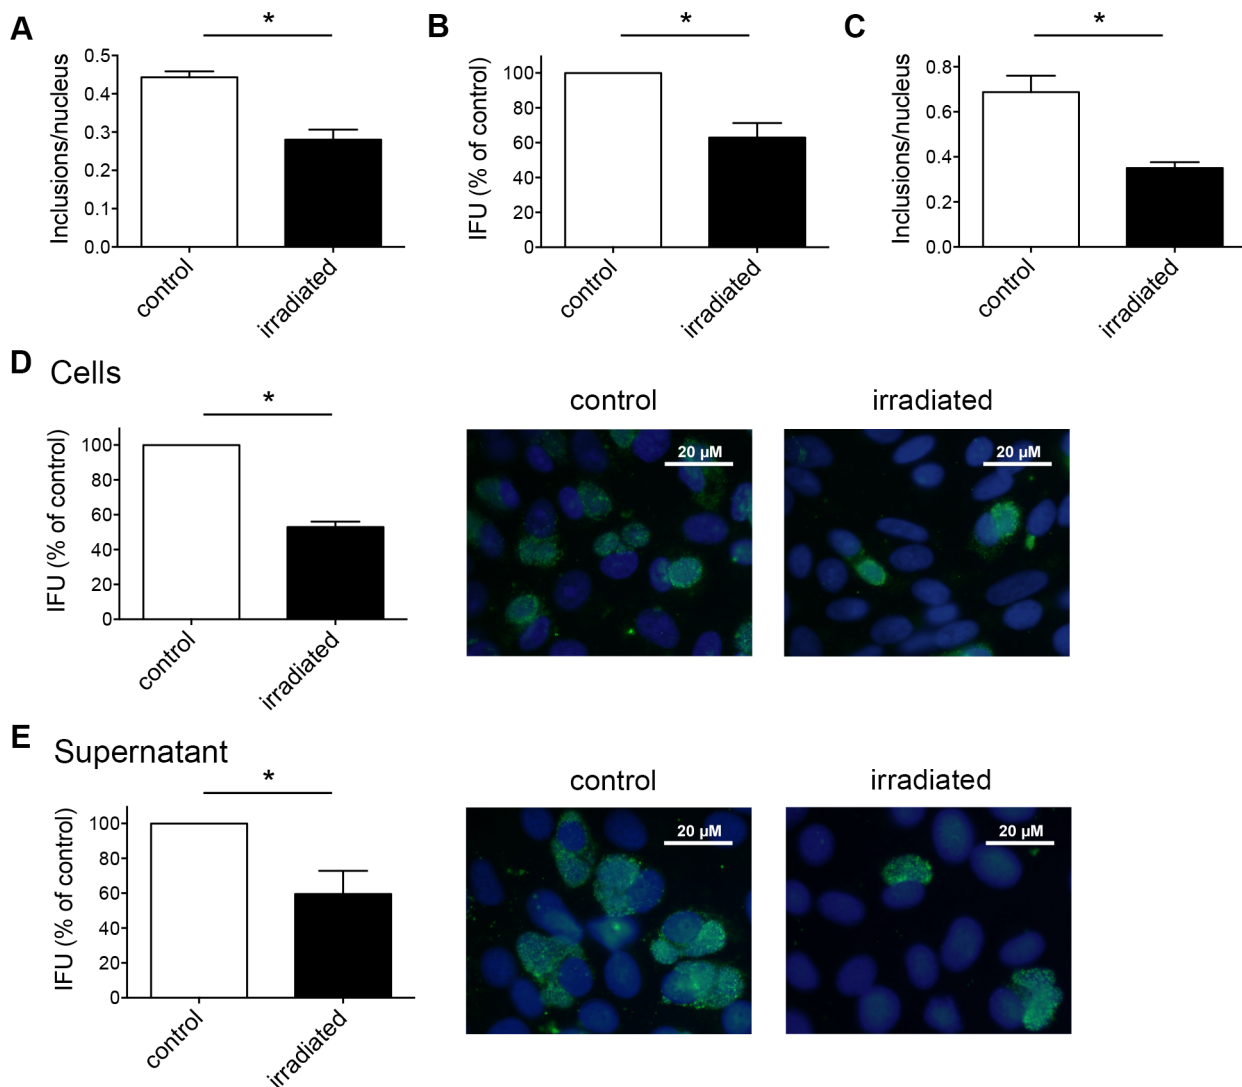 A
*
Inclusions/nucleus
0.5
0.4
0.3
0.2
0.1
0.0
control
irradiated
B
*
IFU (% of control)
100
80
60
40
20
0
control
irradiated
C
*
Inclusions/nucleus
0.8
0.6
0.4
0.2
0.0
control
irradiated
D
Cells
*
IFU (% of control)
100
80
60
40
20
0
control
irradiated
control
20 µM
irradiated
20 µM
E
Supernatant
*
IFU (% of control)
100
80
60
40
20
0
control
irradiated
control
20 µM
irradiated
20 µM